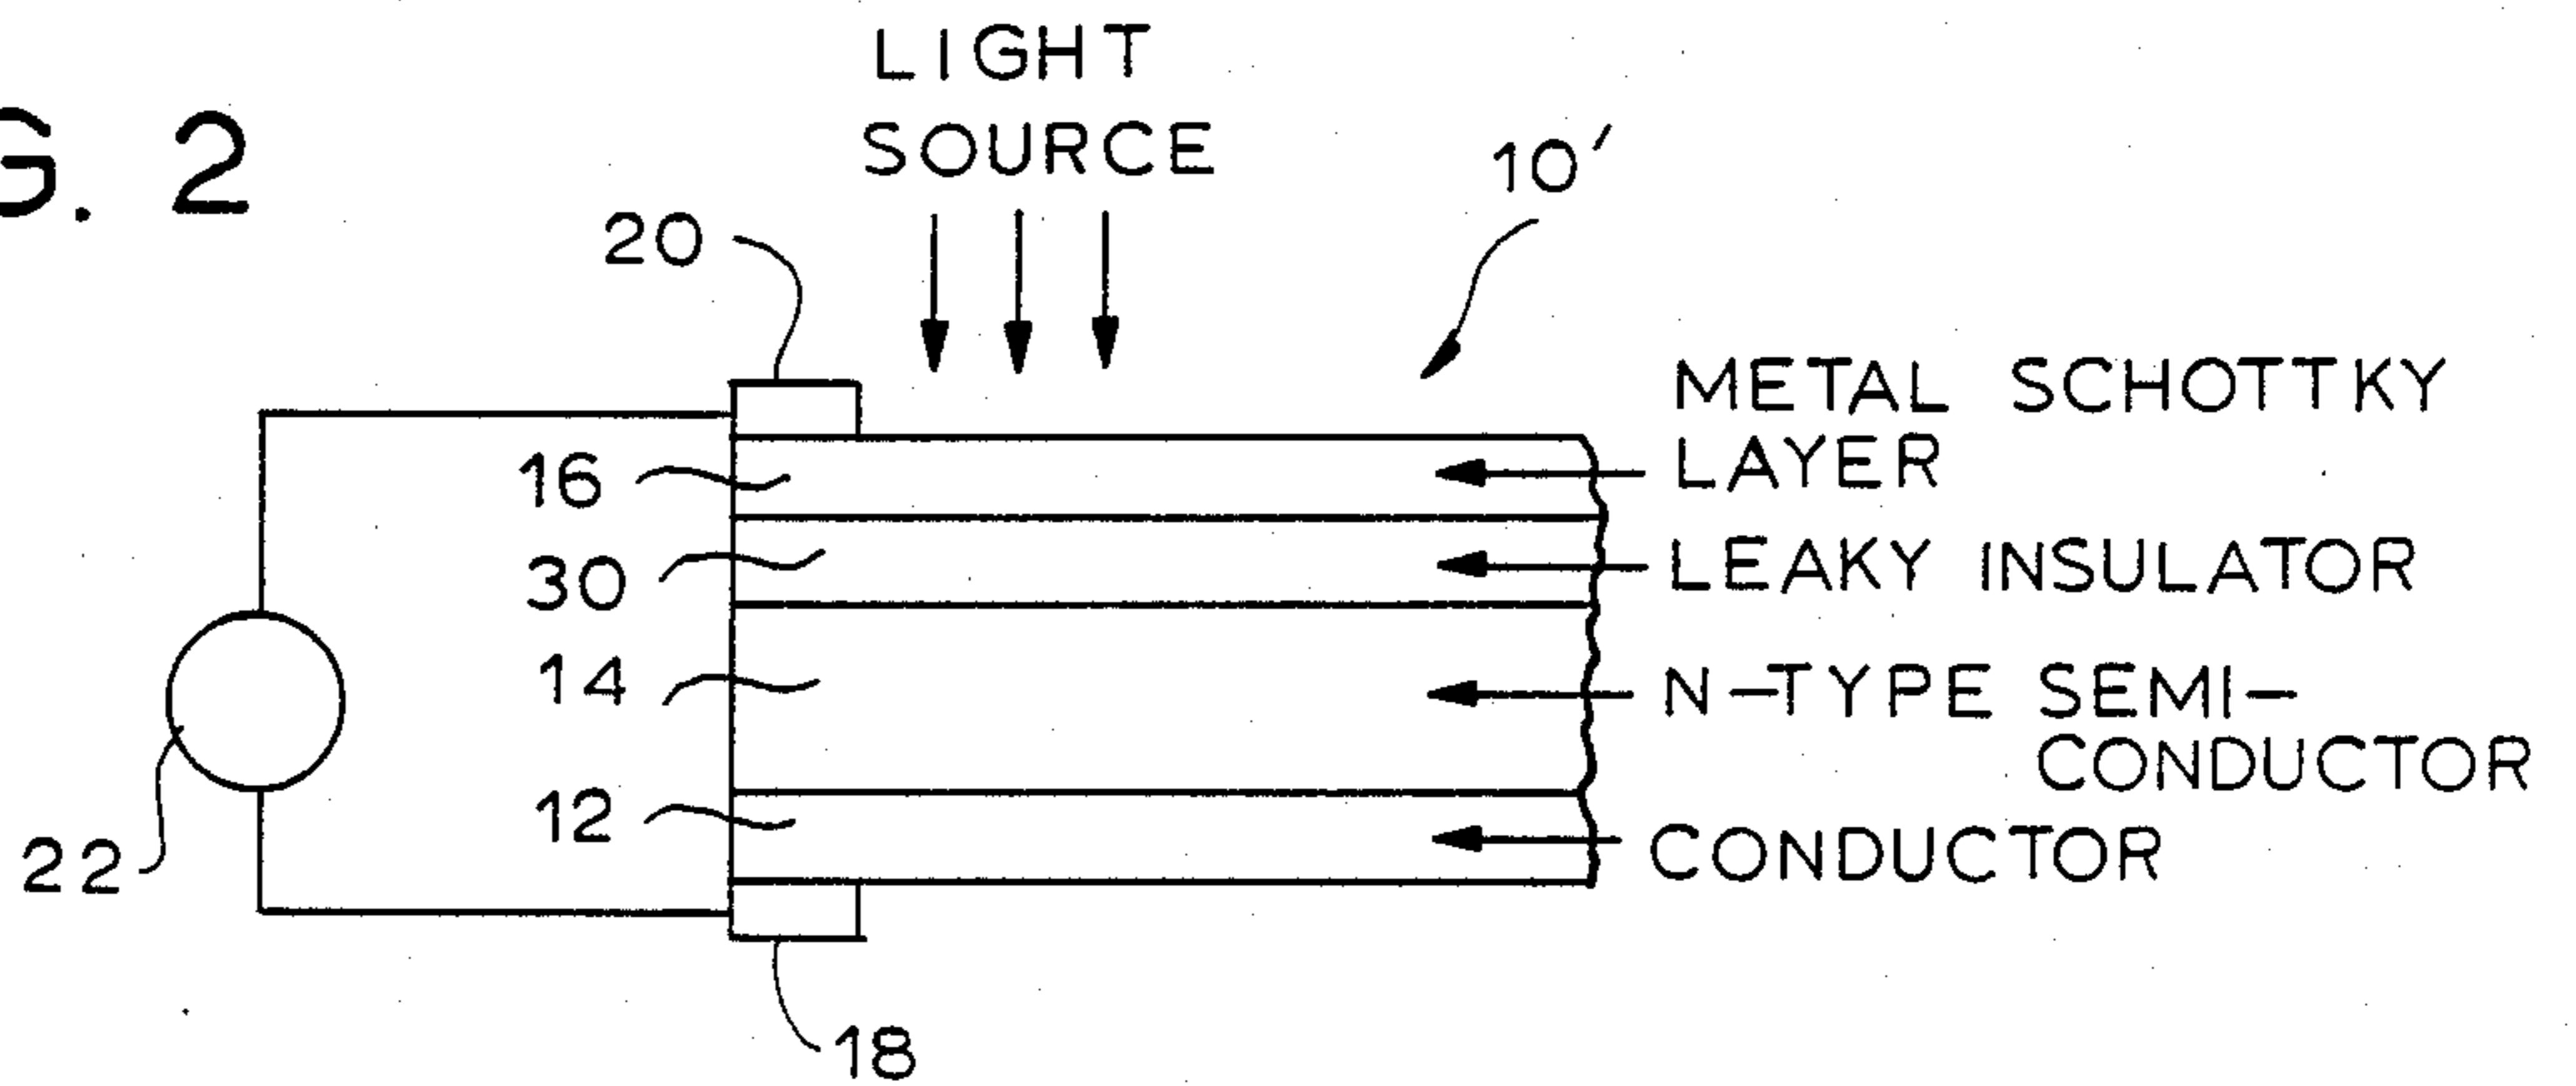 G. 2
LIGHT
SOURCE
10'
20
METAL SCHOTTKY
LAYER
16
LEAKY INSULATOR
30
N-TYPE SEMI-
CONDUCTOR
14
12
CONDUCTOR
22
18